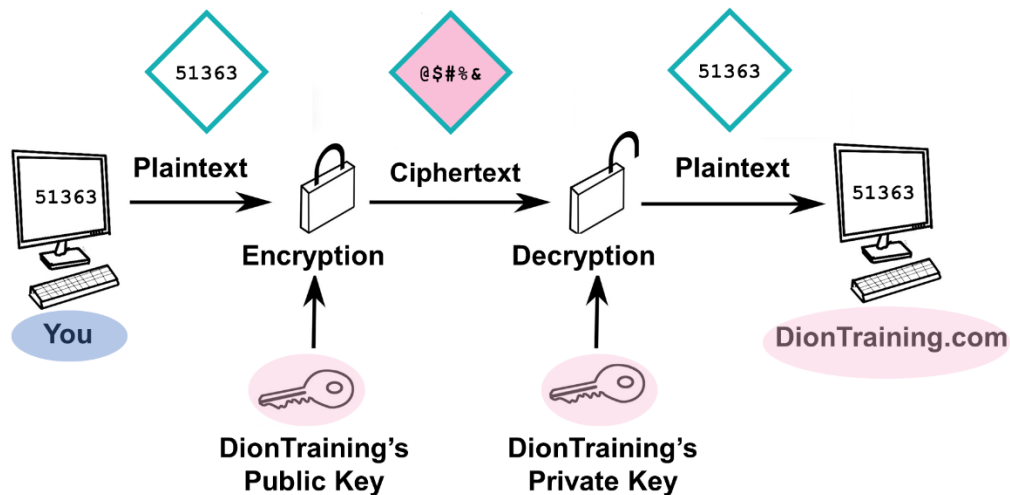 51363
@$#%&
51363
Plaintext
Ciphertext
Plaintext
51363
51363
Encryption
Decryption
You
DionTraining.com
DionTraining's
Public Key
DionTraining's
Private Key